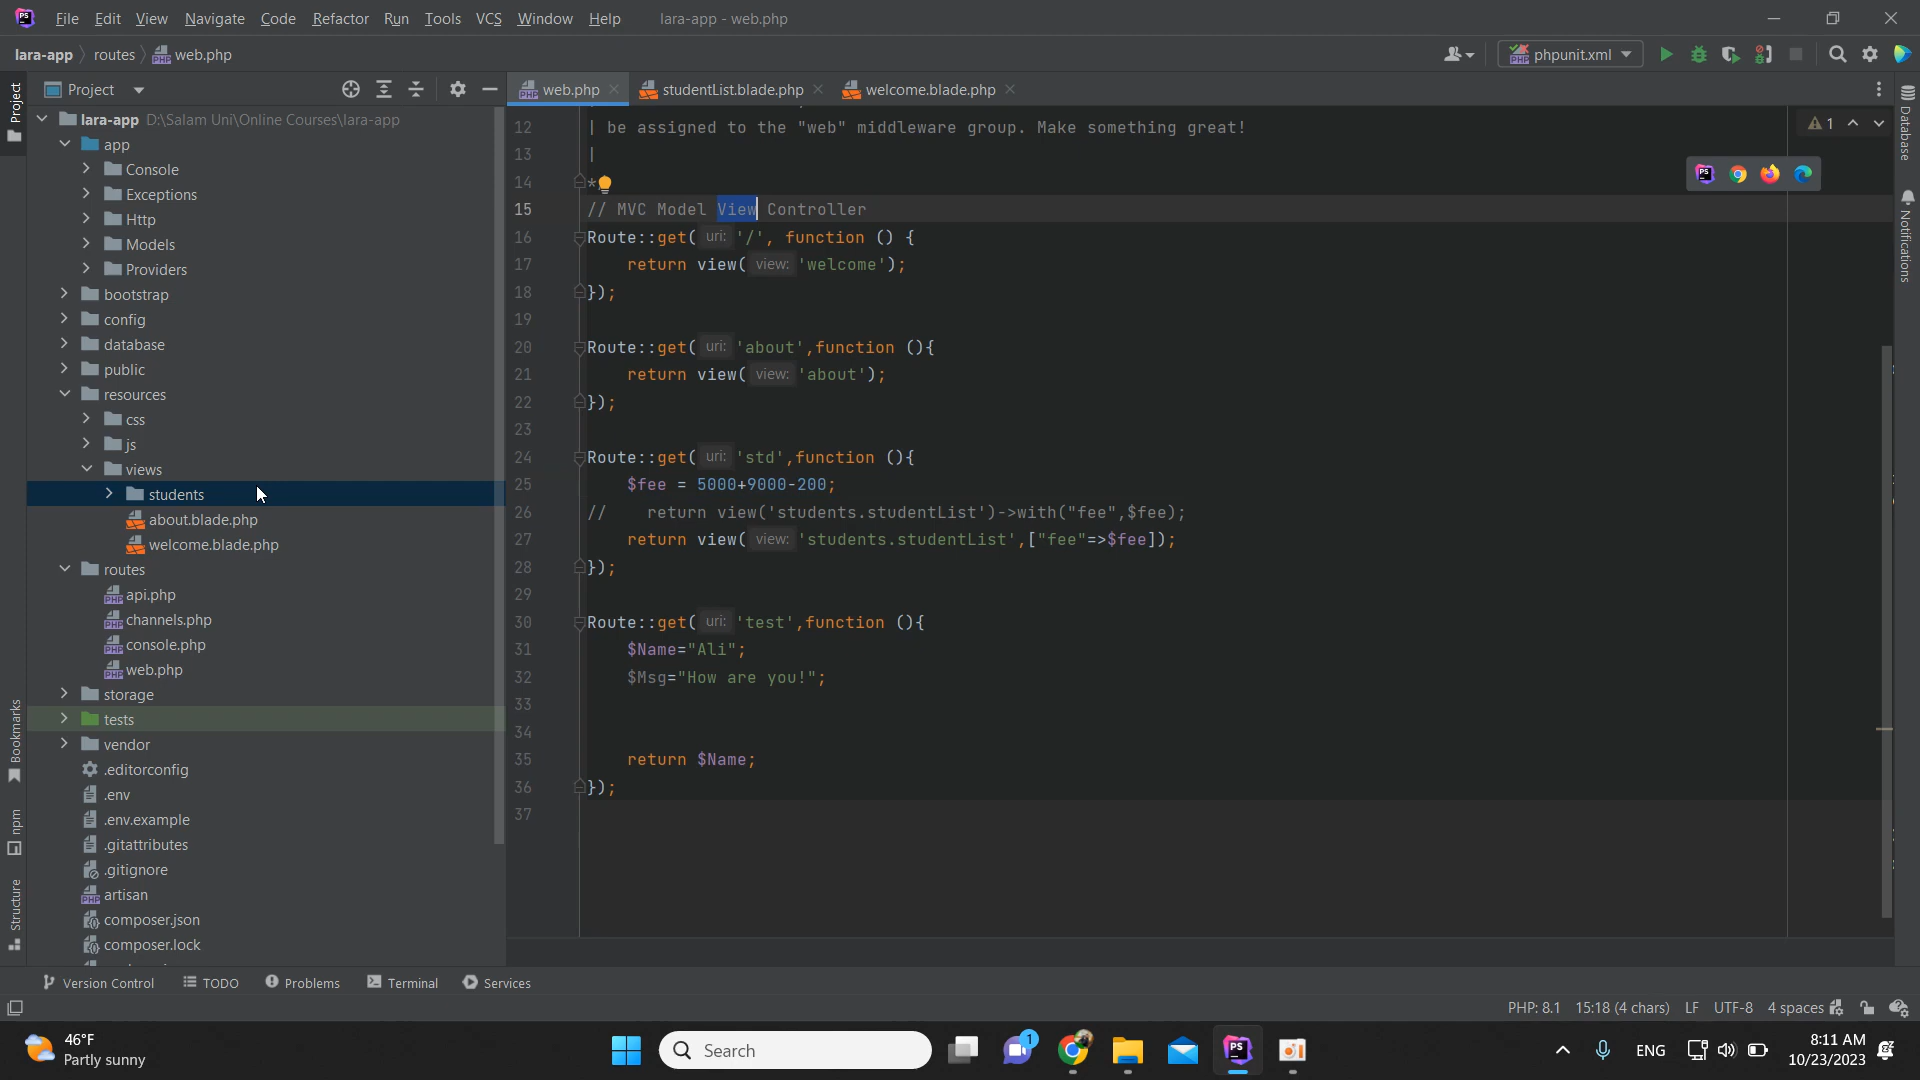 File Edit View Navigate Code Refactor Run Tools VCS Window Help lara-app - web.php
lara-app routes web.php
phpunit.xml
Project
web.php studentList.blade.php welcome.blade.php
Project
lara-app D:\Salam Uni\Online Courses\lara-app
app
Console
Exceptions
Http
Models
Providers
bootstrap
config
database
public
resources
css
js
views
students
about.blade.php
welcome.blade.php
routes
api.php
channels.php
console.php
web.php
storage
tests
vendor
.editorconfig
.env
.env.example
.gitattributes
.gitignore
artisan
composer.json
composer.lock
Bookmarks
npm
Structure
12 | be assigned to the "web" middleware group. Make something great!
13 |
14 *
15 // MVC Model View Controller
16 Route::get( uri: '/', function () {
17 return view( view: 'welcome');
18 });
19
20 Route::get( uri: 'about',function (){
21 return view( view: 'about');
22 });
23
24 Route::get( uri: 'std',function (){
25 $fee = 5000+9000-200;
26 // return view('students.studentList')->with("fee",$fee);
27 return view( view: 'students.studentList',["fee"=>$fee]);
28 });
29
30 Route::get( uri: 'test',function (){
31 $Name="Ali";
32 $Msg="How are you!";
33
34
35 return $Name;
36 });
37
1
Database
Notifications
Version Control TODO Problems Terminal Services
PHP: 8.1 15:18 (4 chars) LF UTF-8 4 spaces
46°F
Partly sunny
Search
1
PS
ENG
8:11 AM
10/23/2023